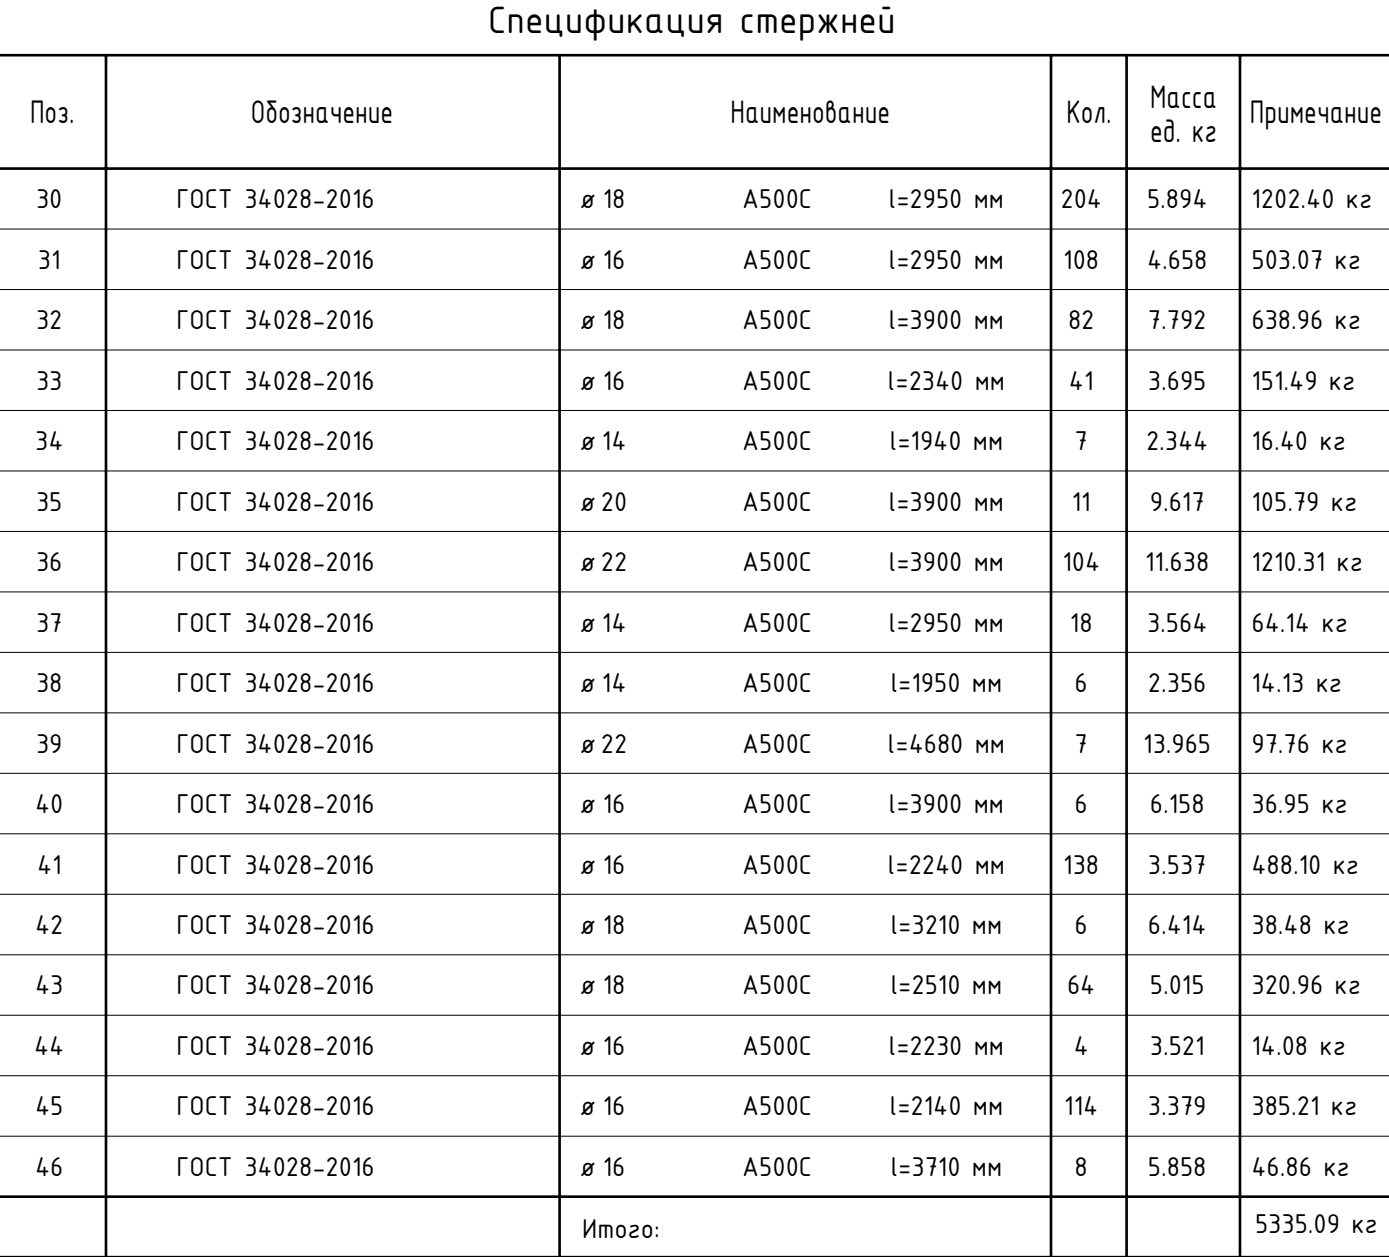 Спецификация стержней
Поз. Обозначение Наименование Кол. Масса ед. кг Примечание
30 ГОСТ 34028-2016 ø 18 А500С l=2950 мм 204 5.894 1202.40 кг
31 ГОСТ 34028-2016 ø 16 А500С l=2950 мм 108 4.658 503.07 кг
32 ГОСТ 34028-2016 ø 18 А500С l=3900 мм 82 7.792 638.96 кг
33 ГОСТ 34028-2016 ø 16 А500С l=2340 мм 41 3.695 151.49 кг
34 ГОСТ 34028-2016 ø 14 А500С l=1940 мм 7 2.344 16.40 кг
35 ГОСТ 34028-2016 ø 20 А500С l=3900 мм 11 9.617 105.79 кг
36 ГОСТ 34028-2016 ø 22 А500С l=3900 мм 104 11.638 1210.31 кг
37 ГОСТ 34028-2016 ø 14 А500С l=2950 мм 18 3.564 64.14 кг
38 ГОСТ 34028-2016 ø 14 А500С l=1950 мм 6 2.356 14.13 кг
39 ГОСТ 34028-2016 ø 22 А500С l=4680 мм 7 13.965 97.76 кг
40 ГОСТ 34028-2016 ø 16 А500С l=3900 мм 6 6.158 36.95 кг
41 ГОСТ 34028-2016 ø 16 А500С l=2240 мм 138 3.537 488.10 кг
42 ГОСТ 34028-2016 ø 18 А500С l=3210 мм 6 6.414 38.48 кг
43 ГОСТ 34028-2016 ø 18 А500С l=2510 мм 64 5.015 320.96 кг
44 ГОСТ 34028-2016 ø 16 А500С l=2230 мм 4 3.521 14.08 кг
45 ГОСТ 34028-2016 ø 16 А500С l=2140 мм 114 3.379 385.21 кг
46 ГОСТ 34028-2016 ø 16 А500С l=3710 мм 8 5.858 46.86 кг
Итого: 5335.09 кг